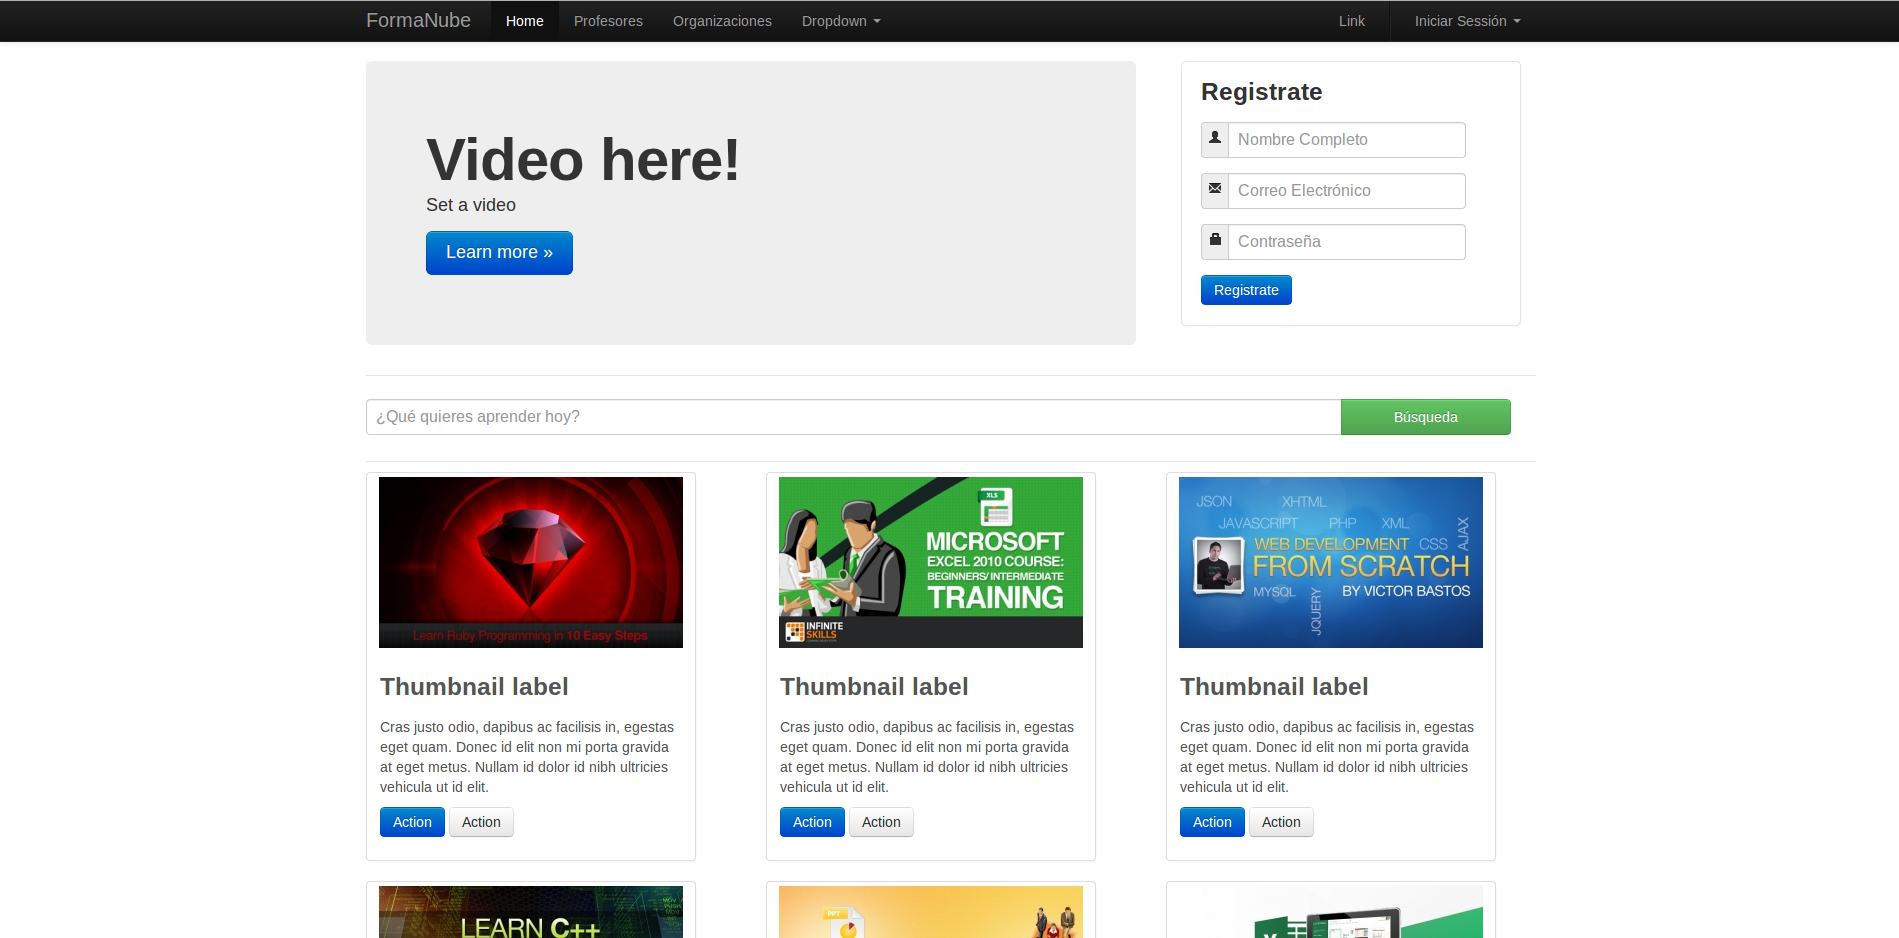 FormaNube Home Profesores Organizaciones Dropdown Link Iniciar Sessión
Video here!
Set a video
Learn more »
Registrate
Nombre Completo
Correo Electrónico
Contraseña
Registrate
¿Qué quieres aprender hoy? Búsqueda
Learn Ruby Programming in 10 Easy Steps
XLS
MICROSOFT
EXCEL 2010 COURSE:
BEGINNERS/ INTERMEDIATE
TRAINING
INFINITE
SKILLS
JSON XHTML
JAVASCRIPT PHP XML
AJAX
WEB DEVELOPMENT CSS
FROM SCRATCH
MYSQL BY VICTOR BASTOS
JQUERY
Thumbnail label
Cras justo odio, dapibus ac facilisis in, egestas
eget quam. Donec id elit non mi porta gravida
at eget metus. Nullam id dolor id nibh ultricies
vehicula ut id elit.
Action Action
Thumbnail label
Cras justo odio, dapibus ac facilisis in, egestas
eget quam. Donec id elit non mi porta gravida
at eget metus. Nullam id dolor id nibh ultricies
vehicula ut id elit.
Action Action
Thumbnail label
Cras justo odio, dapibus ac facilisis in, egestas
eget quam. Donec id elit non mi porta gravida
at eget metus. Nullam id dolor id nibh ultricies
vehicula ut id elit.
Action Action
LEARN C++
PPT